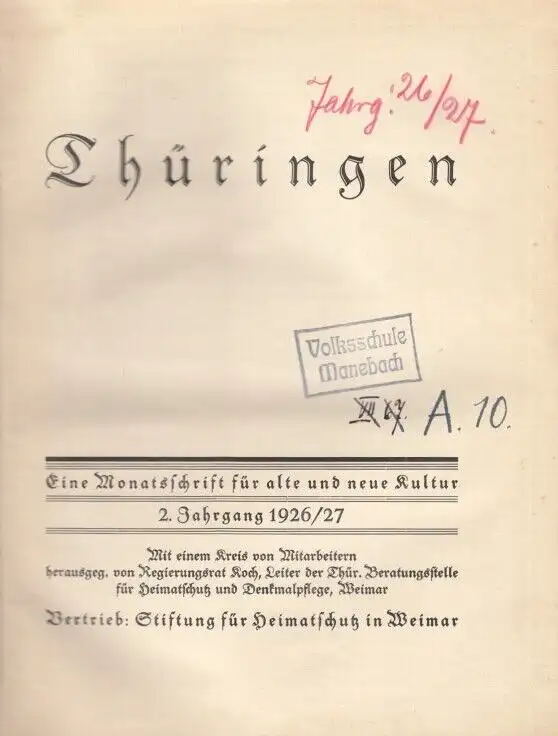 Jahrg: 26/27
Thüringen
Volksschule
Manebach
A. 10.
Eine Monatsschrift für alte und neue Kultur
2. Jahrgang 1926/27
Mit einem Kreis von Mitarbeitern
herausgeg. von Regierungsrat Koch, Leiter der Thür. Beratungsstelle
für Heimatschutz und Denkmalpflege, Weimar
Vertrieb: Stiftung für Heimatschutz in Weimar